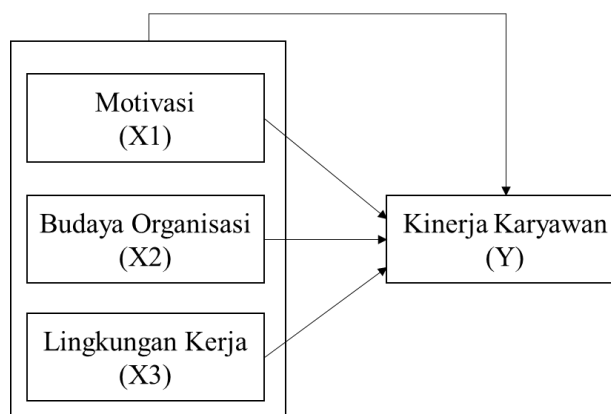 Motivasi
(X1)
Budaya Organisasi
(X2)
Lingkungan Kerja
(X3)
Kinerja Karyawan
(Y)